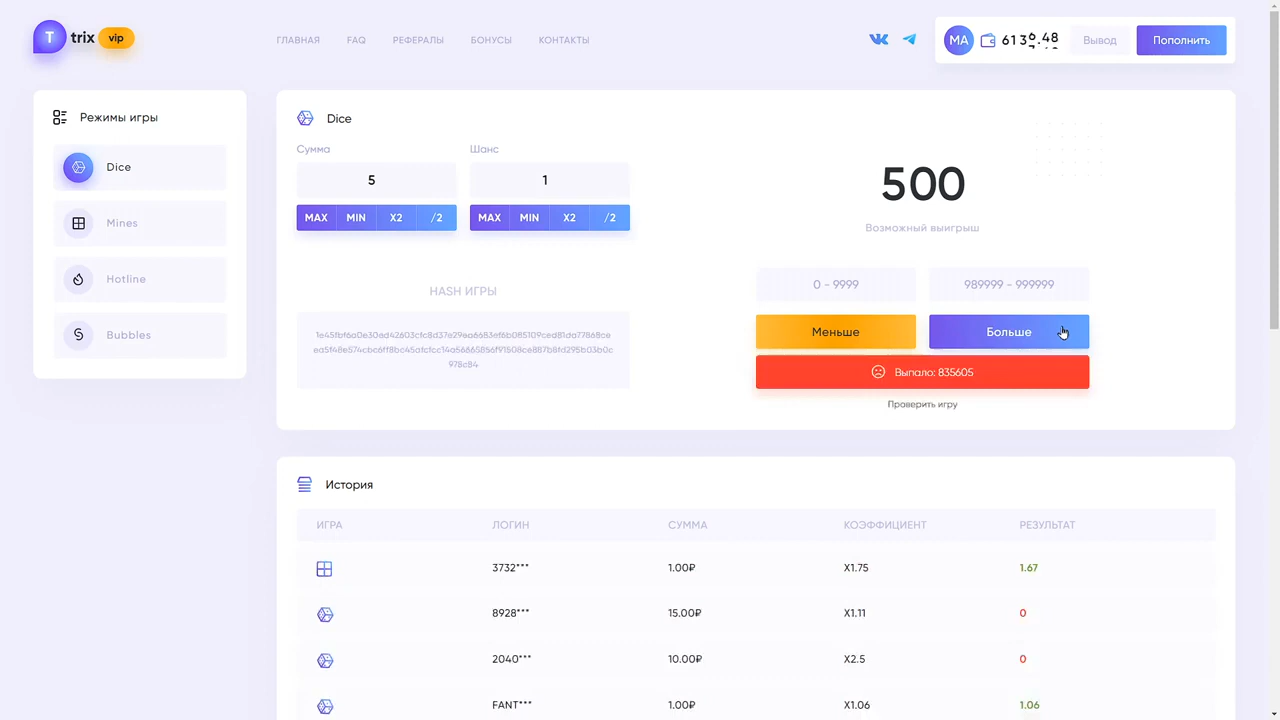 T trix vip
ГЛАВНАЯ FAQ РЕФЕРАЛЫ БОНУСЫ КОНТАКТЫ
MA
Вывод Пополнить
Режимы игры
Dice
Mines
Hotline
Bubbles
Dice
Сумма Шанс
5 1
MAX MIN X2 /2 MAX MIN X2 /2
500
Возможный выигрыш
0 - 9999 989999 - 999999
Меньше Больше
Выпало: 835605
Проверить игру
HASH ИГРЫ
История
ИГРА ЛОГИН СУММА КОЭФФИЦИЕНТ РЕЗУЛЬТАТ
3732*** 1.00₽ X1.75 1.67
8928*** 15.00₽ X1.11 0
2040*** 10.00₽ X2.5 0
FANT*** 1.00₽ X1.06 1.06